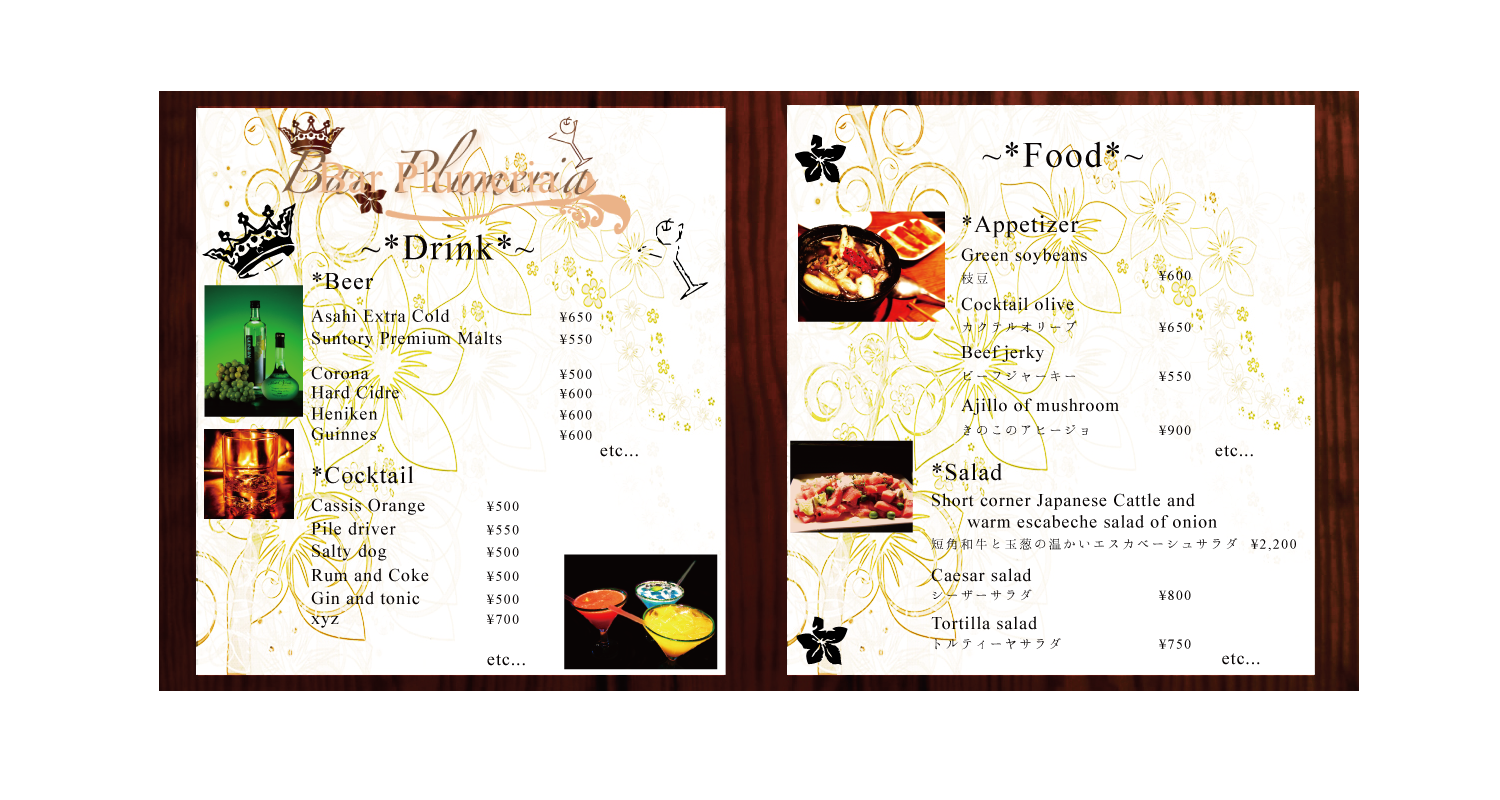 Bar Plumeria
Bar Plumeria
~*Drink*~
*Beer
Asahi Extra Cold ¥650
Suntory Premium Malts ¥550
Corona ¥500
Hard Cidre ¥600
Heniken ¥600
Guinnes ¥600
etc...
*Cocktail
Cassis Orange ¥500
Pile driver ¥550
Salty dog ¥500
Rum and Coke ¥500
Gin and tonic ¥500
xyz ¥700
etc...
~*Food*~
*Appetizer
Green soybeans
枝豆 ¥600
Cocktail olive
カクテルオリーブ ¥650
Beef jerky
ビーフジャーキー ¥550
Ajillo of mushroom
きのこのアヒージョ ¥900
etc...
*Salad
Short corner Japanese Cattle and
warm escabeche salad of onion
短角和牛と玉葱の温かいエスカベーシュサラダ ¥2,200
Caesar salad
シーザーサラダ ¥800
Tortilla salad
トルティーヤサラダ ¥750
etc...